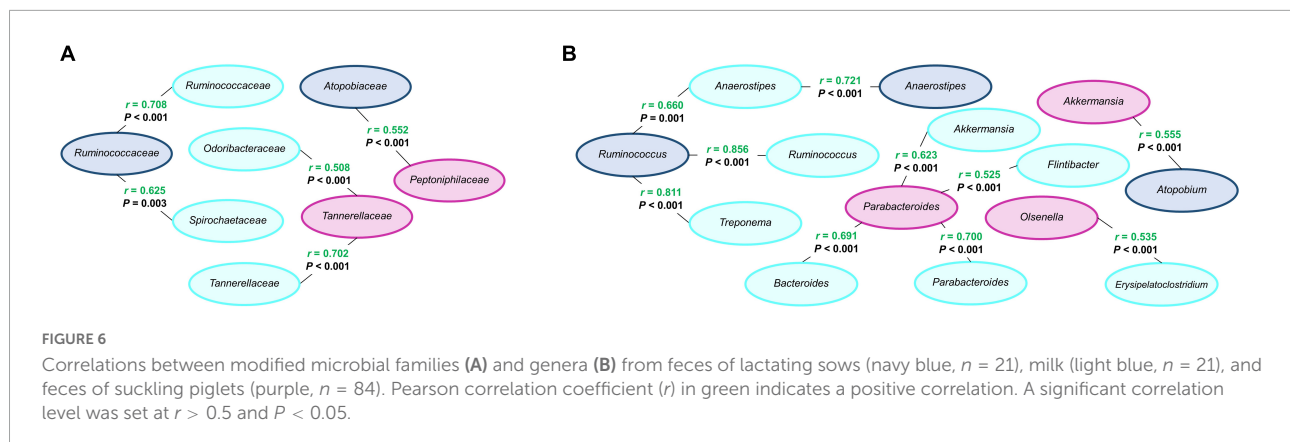 A
Ruminococcaceae
Atopobiaceae
r = 0.708
P < 0.001
r = 0.552
P < 0.001
Odoribacteraceae
Ruminococcaceae
r = 0.508
P < 0.001
Peptoniphilaceae
r = 0.625
P = 0.003
Tannerellaceae
Spirochaetaceae
r = 0.702
P < 0.001
Tannerellaceae
B
Anaerostipes
r = 0.721
P < 0.001
Anaerostipes
Akkermansia
r = 0.660
P = 0.001
Akkermansia
r = 0.555
P < 0.001
Ruminococcus
r = 0.856
P < 0.001
Ruminococcus
r = 0.623
P < 0.001
Flintibacter
r = 0.525
P < 0.001
Atopobium
r = 0.811
P < 0.001
Parabacteroides
Olsenella
Treponema
r = 0.691
P < 0.001
r = 0.700
P < 0.001
r = 0.535
P < 0.001
Bacteroides
Parabacteroides
Erysipelatoclostridium
FIGURE 6
Correlations between modified microbial families (A) and genera (B) from feces of lactating sows (navy blue, n = 21), milk (light blue, n = 21), and
feces of suckling piglets (purple, n = 84). Pearson correlation coefficient (r) in green indicates a positive correlation. A significant correlation
level was set at r > 0.5 and P < 0.05.